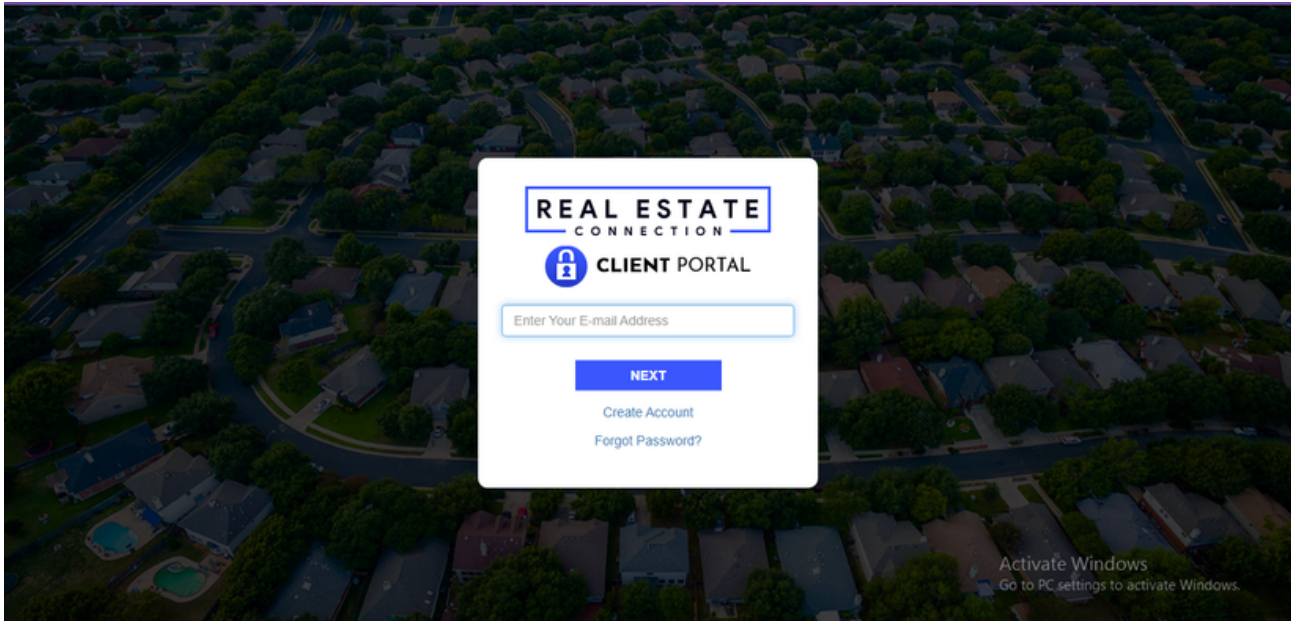 REAL ESTATE
CONNECTION
CLIENT PORTAL
Enter Your E-mail Address
NEXT
Create Account
Forgot Password?
Activate Windows
Go to PC settings to activate Windows.